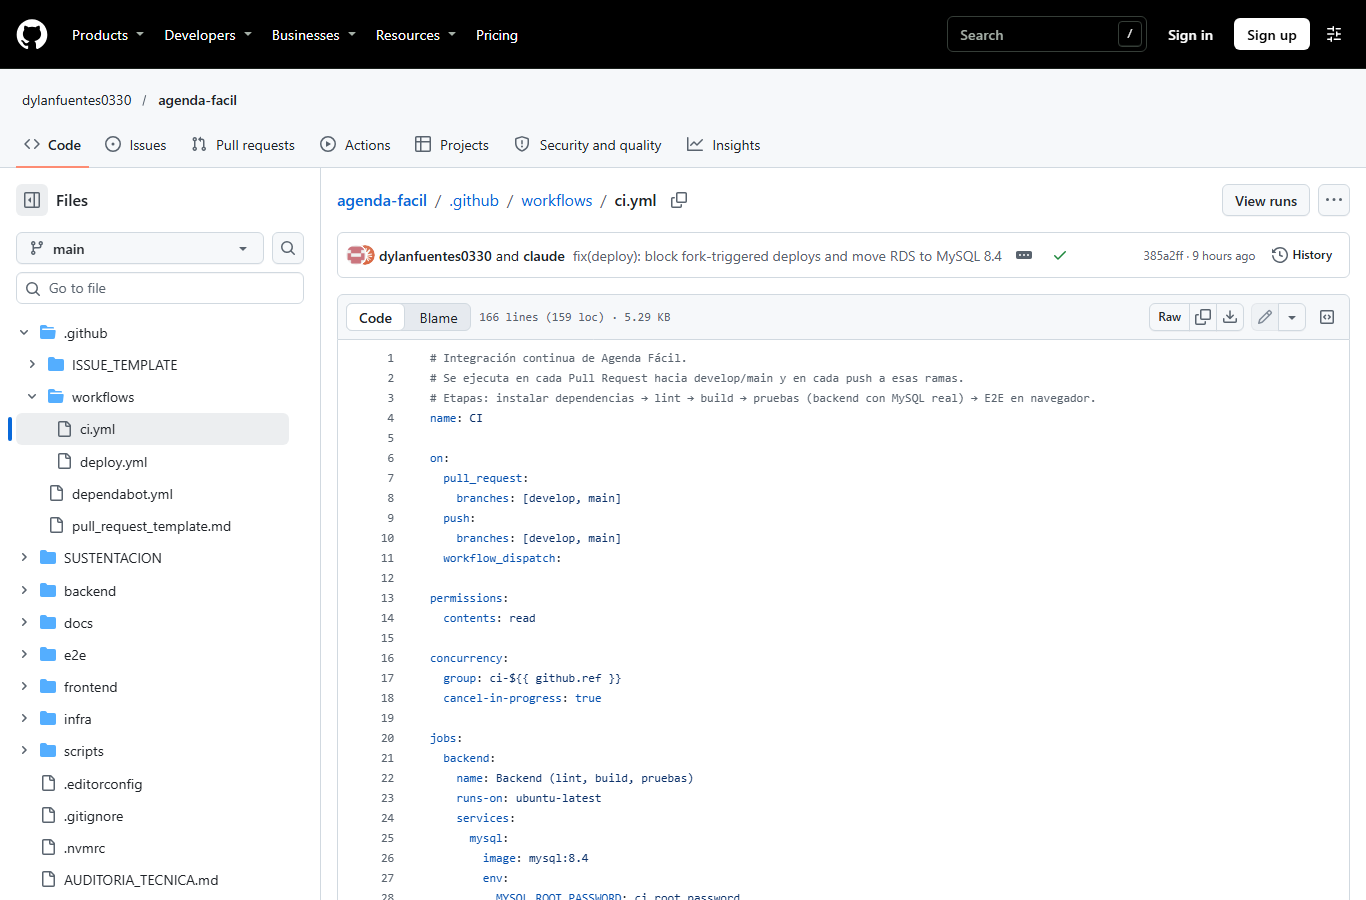 Products Developers Businesses Resources Pricing Search / Sign in Sign up
dylanfuentes0330 / agenda-facil
Code Issues Pull requests Actions Projects Security and quality Insights
Files
main
Go to file
.github
ISSUE_TEMPLATE
workflows
ci.yml
deploy.yml
dependabot.yml
pull_request_template.md
SUSTENTACION
backend
docs
e2e
frontend
infra
scripts
.editorconfig
.gitignore
.nvmrc
AUDITORIA_TECNICA.md
agenda-facil / .github / workflows / ci.yml View runs
dylanfuentes0330 and claude fix(deploy): block fork-triggered deploys and move RDS to MySQL 8.4 385a2ff · 9 hours ago History
Code Blame 166 lines (159 loc) · 5.29 KB Raw
1 # Integración continua de Agenda Fácil.
2 # Se ejecuta en cada Pull Request hacia develop/main y en cada push a esas ramas.
3 # Etapas: instalar dependencias → lint → build → pruebas (backend con MySQL real) → E2E en navegador.
4 name: CI
5
6 on:
7 pull_request:
8 branches: [develop, main]
9 push:
10 branches: [develop, main]
11 workflow_dispatch:
12
13 permissions:
14 contents: read
15
16 concurrency:
17 group: ci-${{ github.ref }}
18 cancel-in-progress: true
19
20 jobs:
21 backend:
22 name: Backend (lint, build, pruebas)
23 runs-on: ubuntu-latest
24 services:
25 mysql:
26 image: mysql:8.4
27 env:
28 MYSQL_ROOT_PASSWORD: ci_root_password